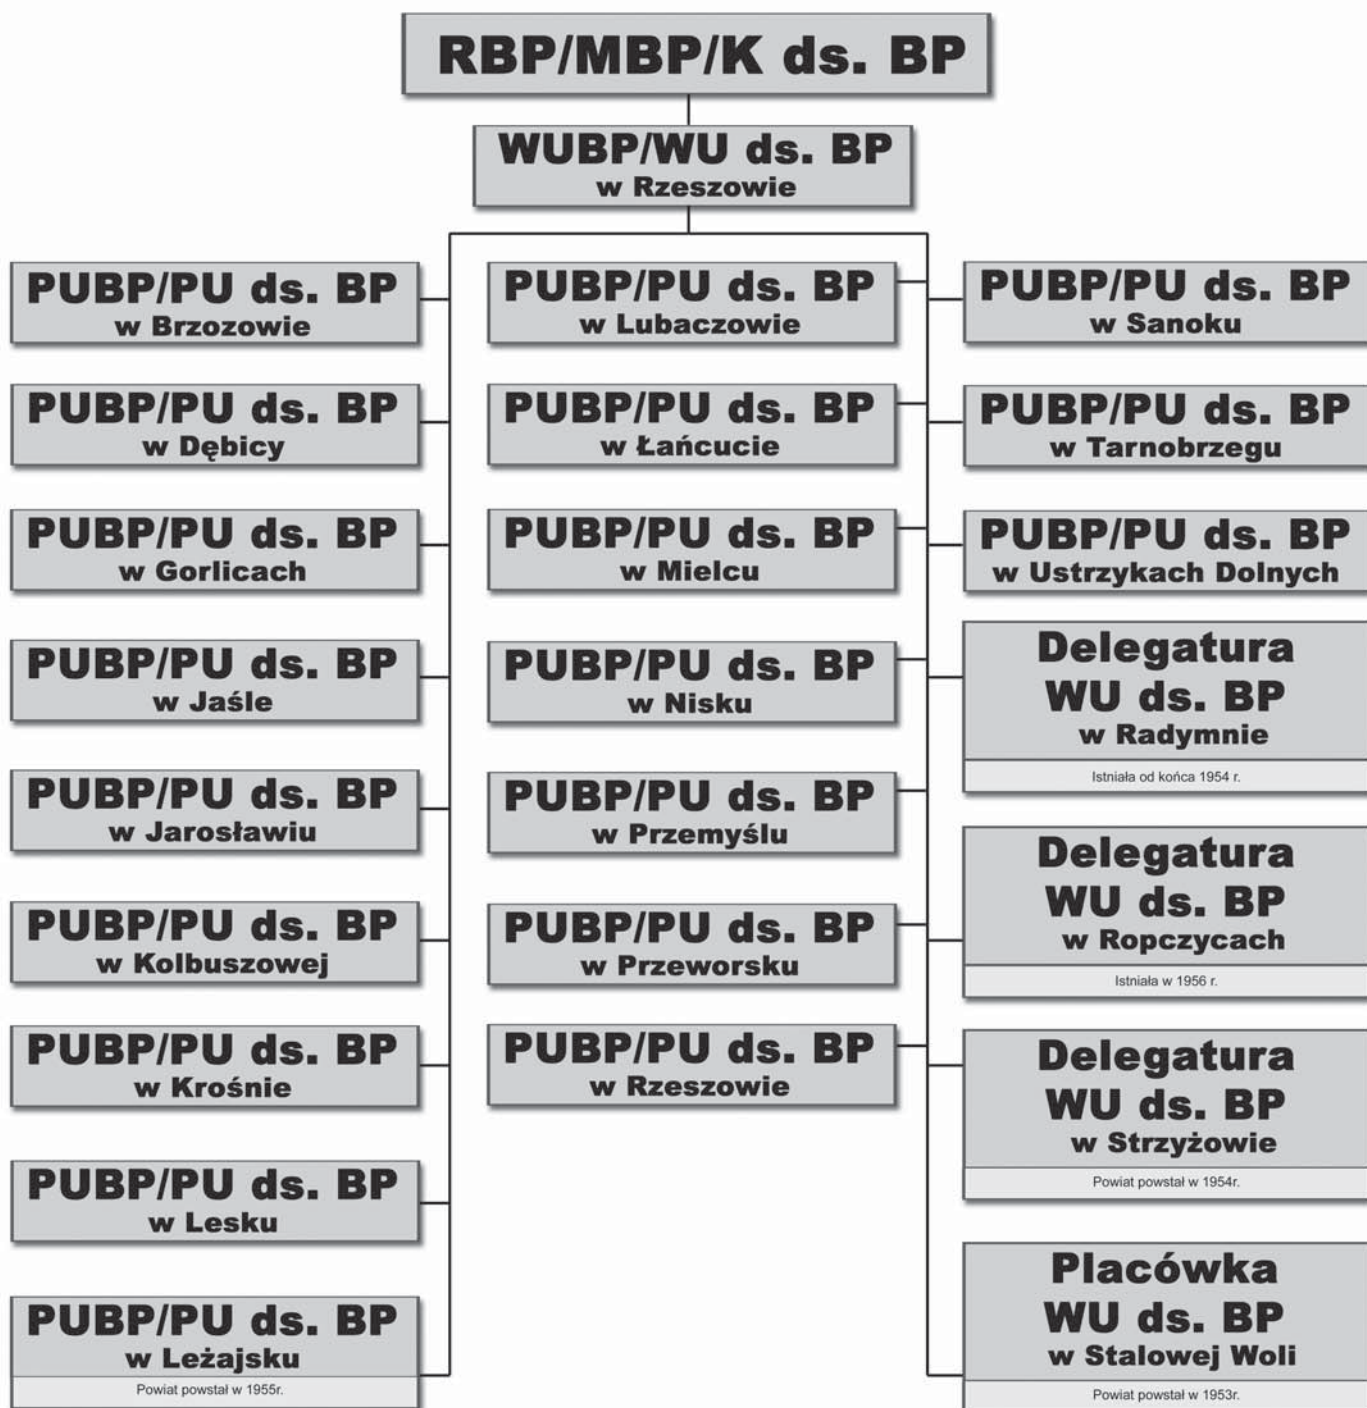 RBP/MBP/K ds. BP
WUBP/WU ds. BP
w Rzeszowie
PUBP/PU ds. BP
w Brzozowie
PUBP/PU ds. BP
w Dębicy
PUBP/PU ds. BP
w Gorlicach
PUBP/PU ds. BP
w Jaśle
PUBP/PU ds. BP
w Jarosławiu
PUBP/PU ds. BP
w Kolbuszowej
PUBP/PU ds. BP
w Krośnie
PUBP/PU ds. BP
w Lesku
PUBP/PU ds. BP
w Leżajsku
Powiat powstał w 1955r.
PUBP/PU ds. BP
w Lubaczowie
PUBP/PU ds. BP
w Łańcucie
PUBP/PU ds. BP
w Mielcu
PUBP/PU ds. BP
w Nisku
PUBP/PU ds. BP
w Przemyślu
PUBP/PU ds. BP
w Przeworsku
PUBP/PU ds. BP
w Rzeszowie
PUBP/PU ds. BP
w Sanoku
PUBP/PU ds. BP
w Tarnobrzegu
PUBP/PU ds. BP
w Ustrzykach Dolnych
Delegatura
WU ds. BP
w Radymnie
Istniała od końca 1954 r.
Delegatura
WU ds. BP
w Ropczycach
Istniała w 1956 r.
Delegatura
WU ds. BP
w Strzyżowie
Powiat powstał w 1954r.
Placówka
WU ds. BP
w Stalowej Woli
Powiat powstał w 1953r.